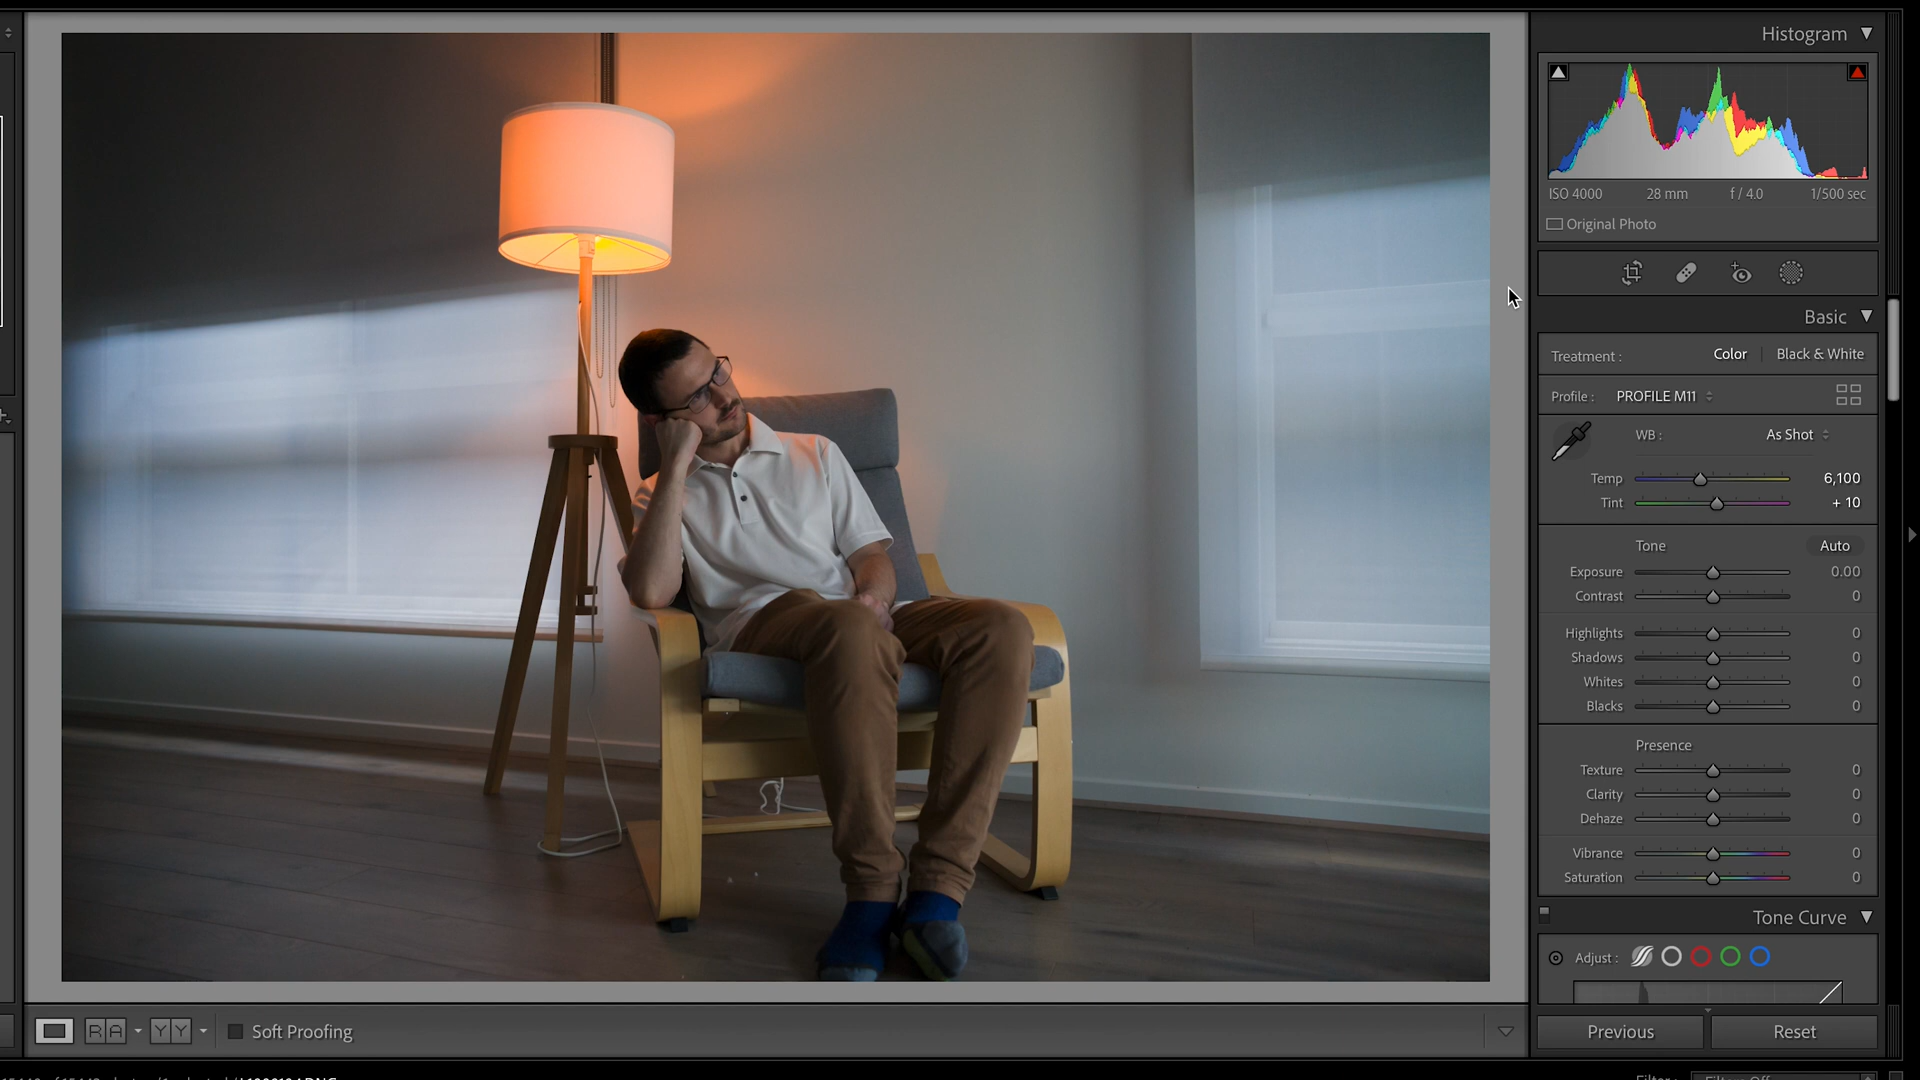 Histogram
ISO 4000 28 mm f / 4.0 1/500 sec
Original Photo
Basic
Treatment : Color Black & White
Profile : PROFILE M11
WB : As Shot
Temp 6,100
Tint + 10
Tone Auto
Exposure 0.00
Contrast 0
Highlights 0
Shadows 0
Whites 0
Blacks 0
Presence
Texture 0
Clarity 0
Dehaze 0
Vibrance 0
Saturation 0
Tone Curve
Adjust :
R A Y Y Soft Proofing
Previous Reset